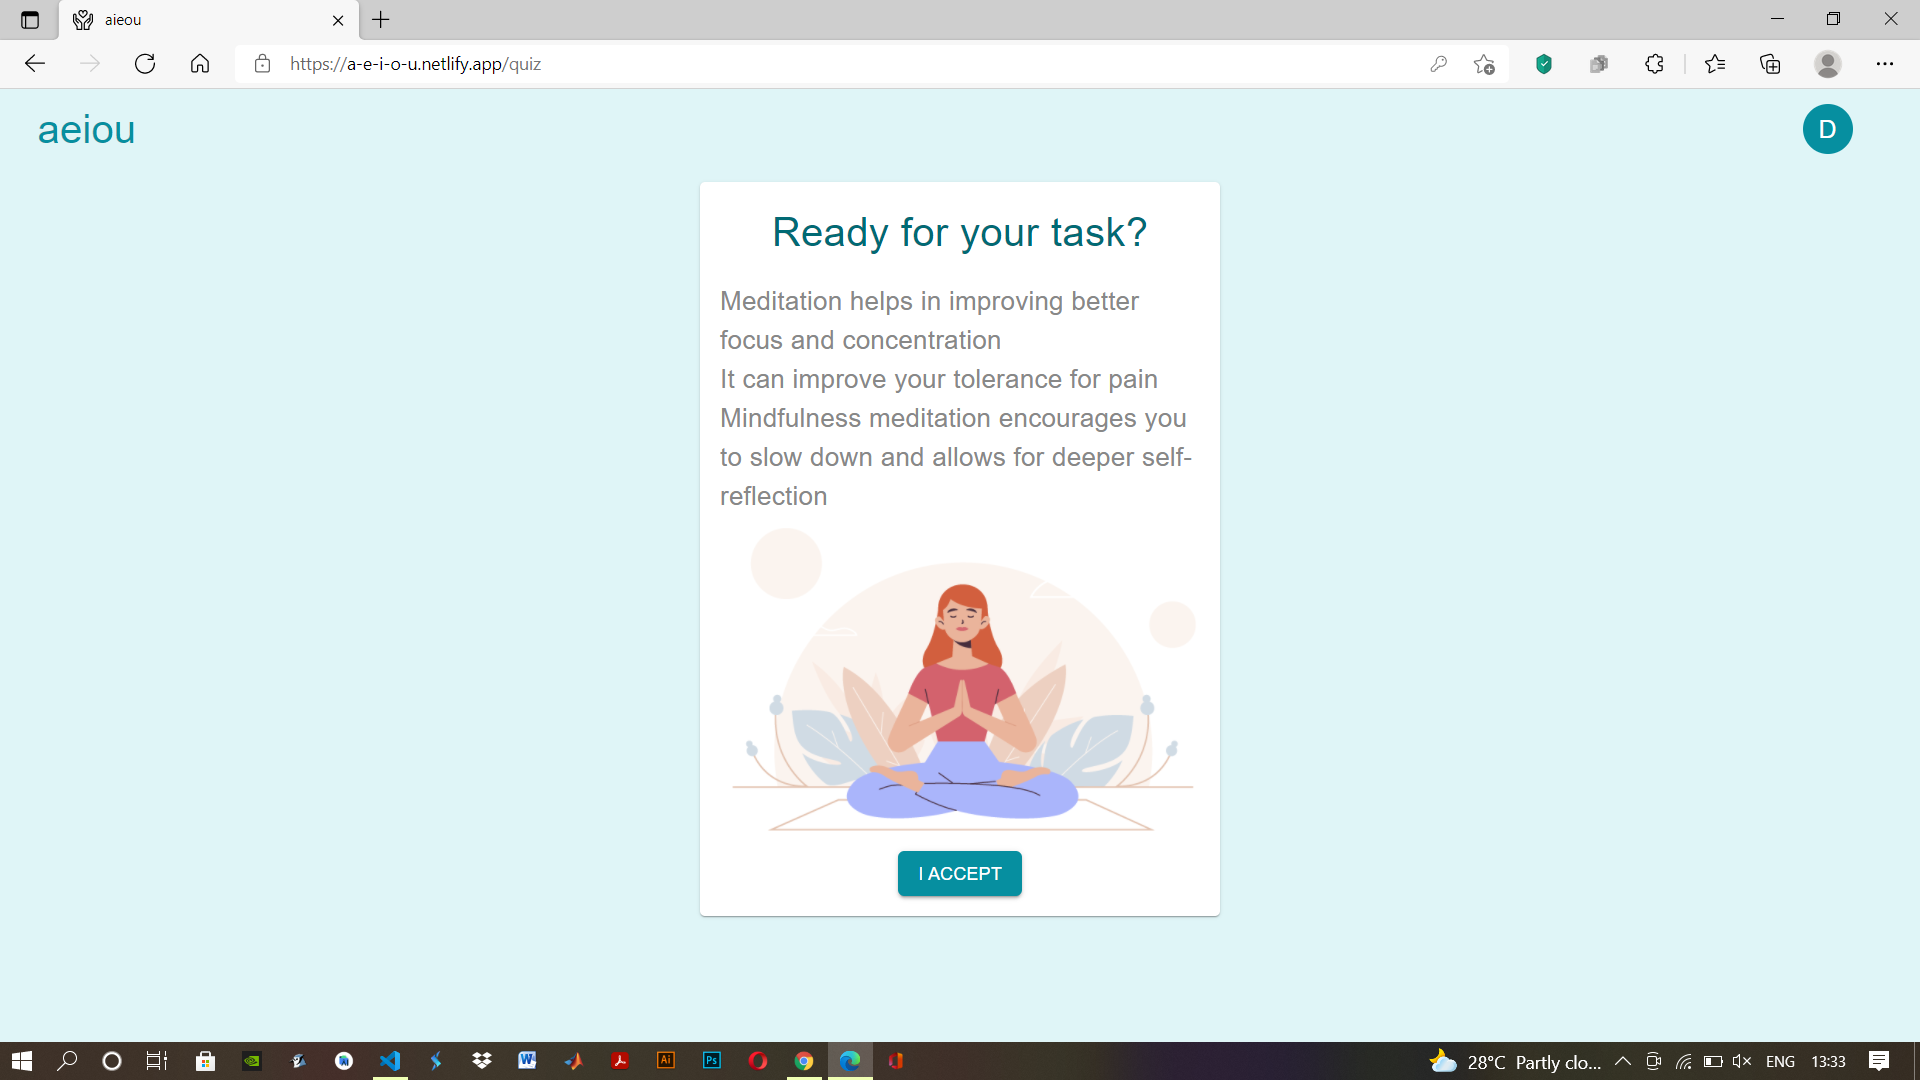 aieou
https://a-e-i-o-u.netlify.app/quiz
aeiou
D
Ready for your task?
Meditation helps in improving better
focus and concentration
It can improve your tolerance for pain
Mindfulness meditation encourages you
to slow down and allows for deeper self-
reflection
I ACCEPT
W
Ai
Ps
28°C Partly clo...
ENG
13:33